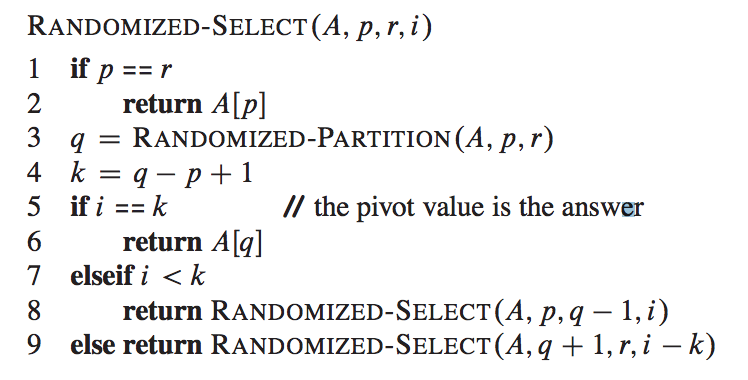 RANDOMIZED-SELECT(A, p, r, i)
1 if p == r
2 return A[p]
3 q = RANDOMIZED-PARTITION(A, p, r)
4 k = q − p + 1
5 if i == k // the pivot value is the answer
6 return A[q]
7 elseif i < k
8 return RANDOMIZED-SELECT(A, p, q − 1, i)
9 else return RANDOMIZED-SELECT(A, q + 1, r, i − k)